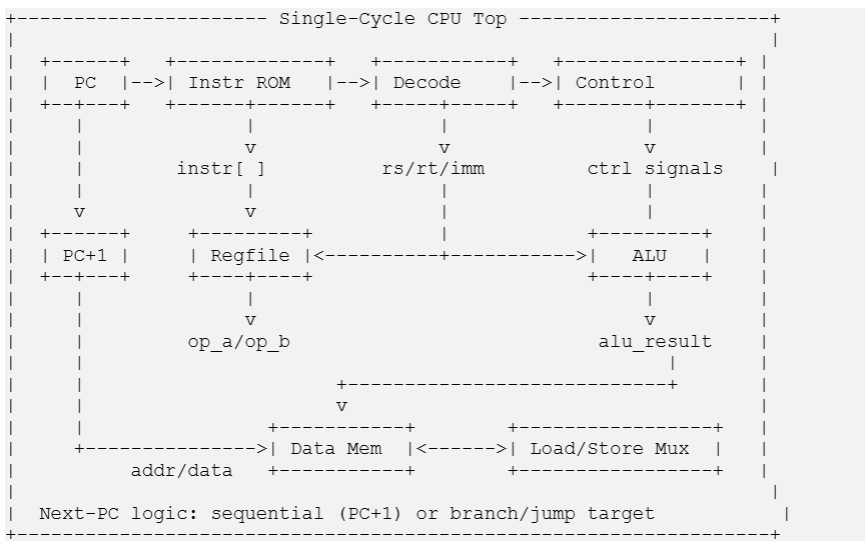 Single-Cycle CPU Top
PC Instr ROM Decode Control
instr[ ] rs/rt/imm ctrl signals
PC+1 Regfile ALU
op_a/op_b alu_result
Data Mem Load/Store Mux
addr/data
Next-PC logic: sequential (PC+1) or branch/jump target